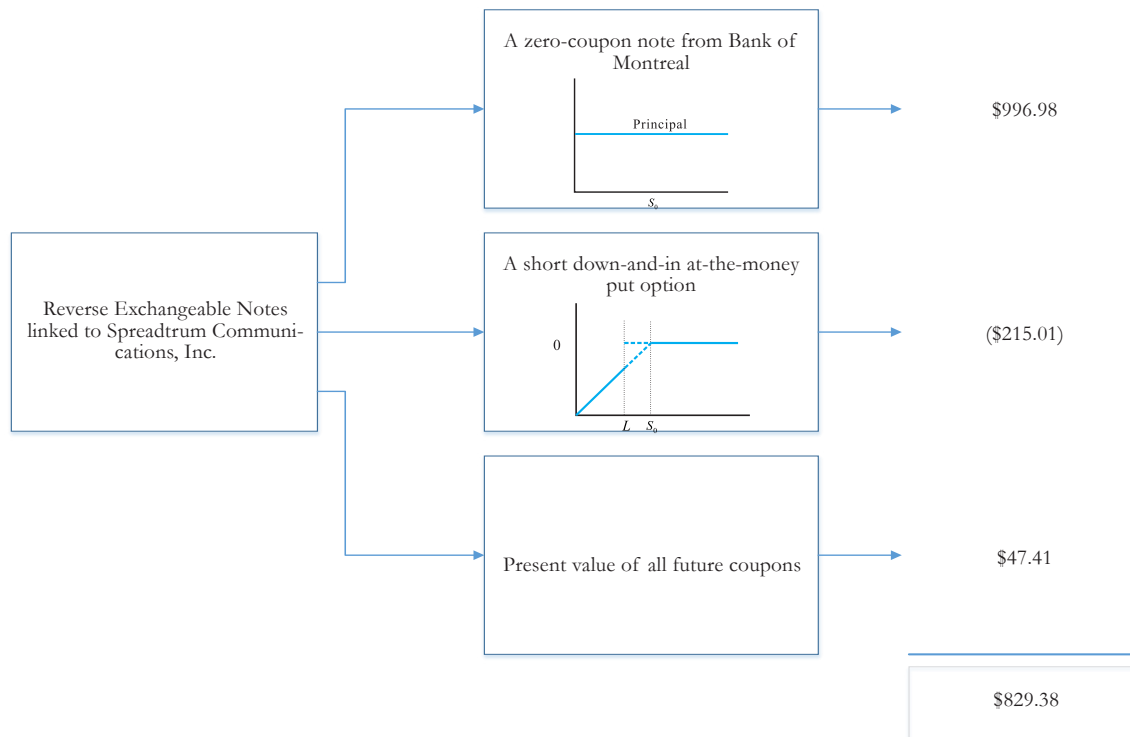 A zero-coupon note from Bank of
Montreal
Principal
S₀
$996.98
Reverse Exchangeable Notes
linked to Spreadtrum Communi-
cations, Inc.
A short down-and-in at-the-money
put option
0
L S₀
($215.01)
Present value of all future coupons
$47.41
$829.38